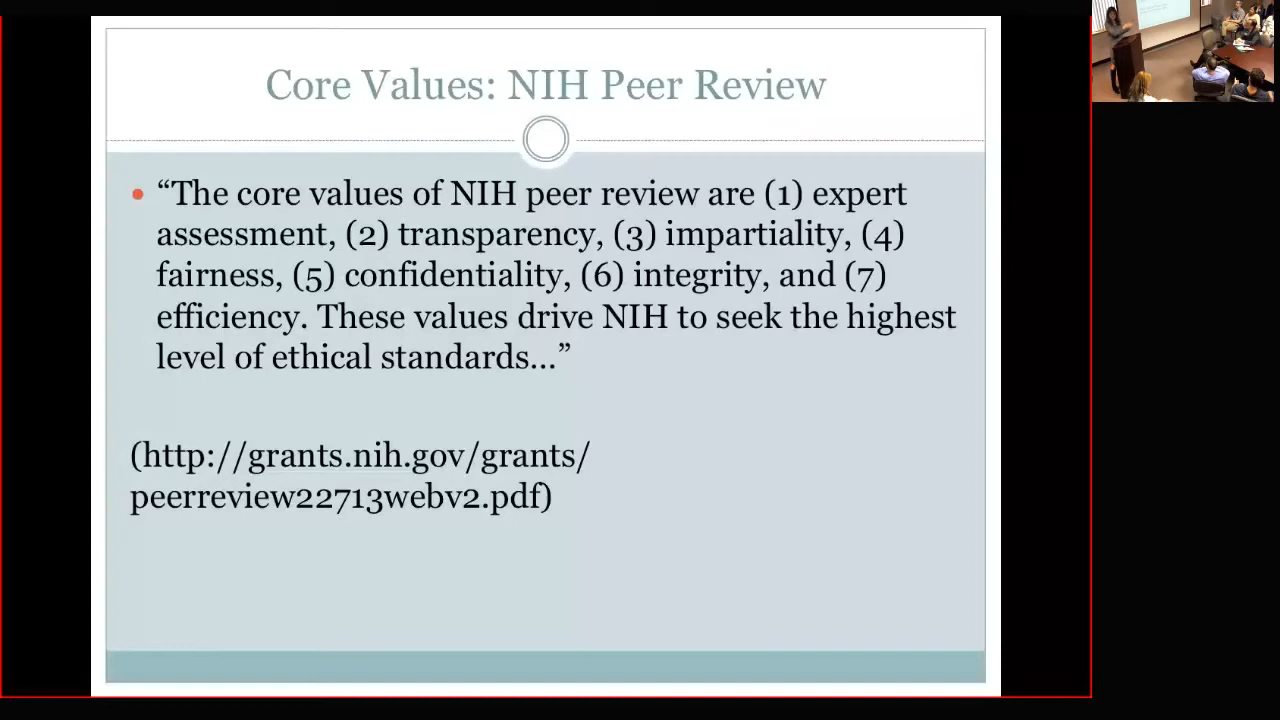 Core Values: NIH Peer Review
• “The core values of NIH peer review are (1) expert
assessment, (2) transparency, (3) impartiality, (4)
fairness, (5) confidentiality, (6) integrity, and (7)
efficiency. These values drive NIH to seek the highest
level of ethical standards…”
(http://grants.nih.gov/grants/
peerreview22713webv2.pdf)